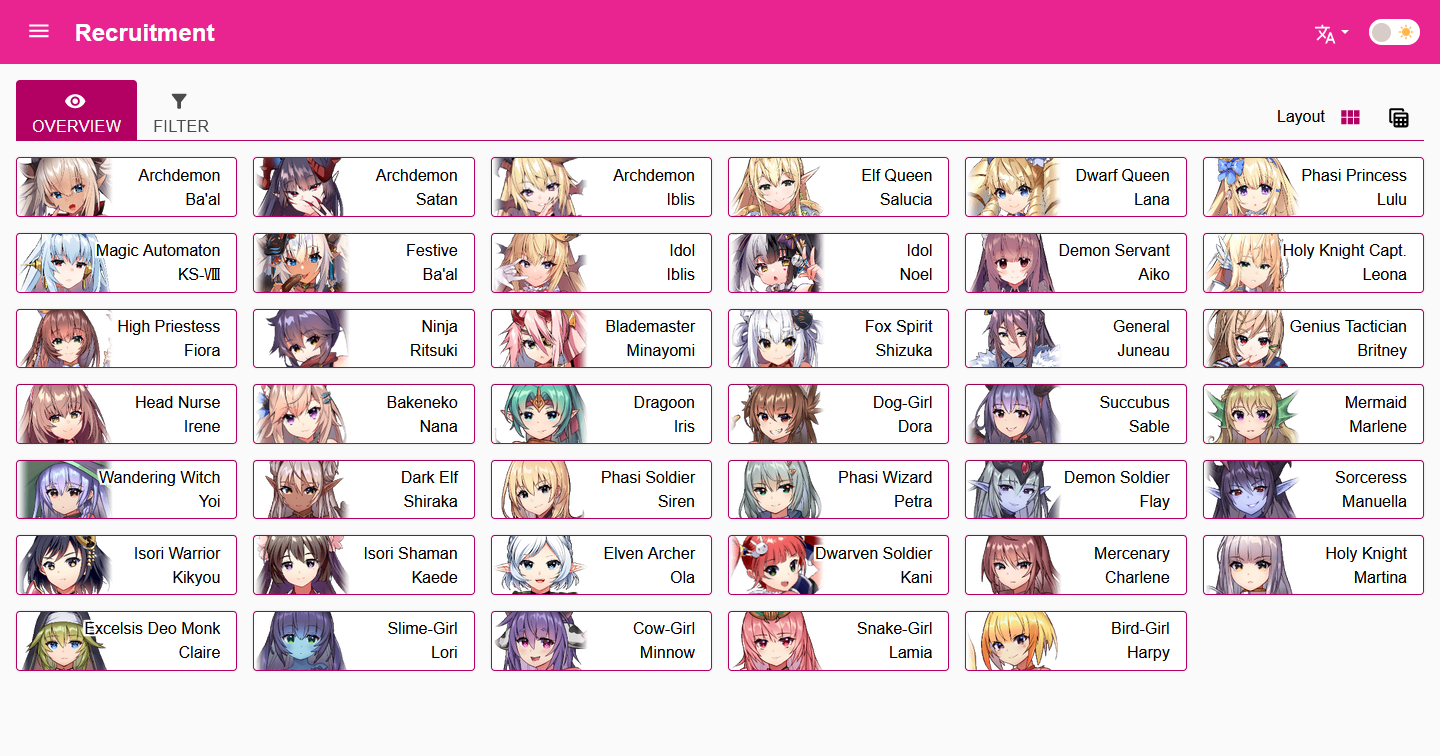 Recruitment
OVERVIEW
FILTER
Layout
Archdemon
Ba'al
Archdemon
Satan
Archdemon
Iblis
Elf Queen
Salucia
Dwarf Queen
Lana
Phasi Princess
Lulu
Magic Automaton
KS-Ⅷ
Festive
Ba'al
Idol
Iblis
Idol
Noel
Demon Servant
Aiko
Holy Knight Capt.
Leona
High Priestess
Fiora
Ninja
Ritsuki
Blademaster
Minayomi
Fox Spirit
Shizuka
General
Juneau
Genius Tactician
Britney
Head Nurse
Irene
Bakeneko
Nana
Dragoon
Iris
Dog-Girl
Dora
Succubus
Sable
Mermaid
Marlene
Wandering Witch
Yoi
Dark Elf
Shiraka
Phasi Soldier
Siren
Phasi Wizard
Petra
Demon Soldier
Flay
Sorceress
Manuella
Isori Warrior
Kikyou
Isori Shaman
Kaede
Elven Archer
Ola
Dwarven Soldier
Kani
Mercenary
Charlene
Holy Knight
Martina
Excelsis Deo Monk
Claire
Slime-Girl
Lori
Cow-Girl
Minnow
Snake-Girl
Lamia
Bird-Girl
Harpy